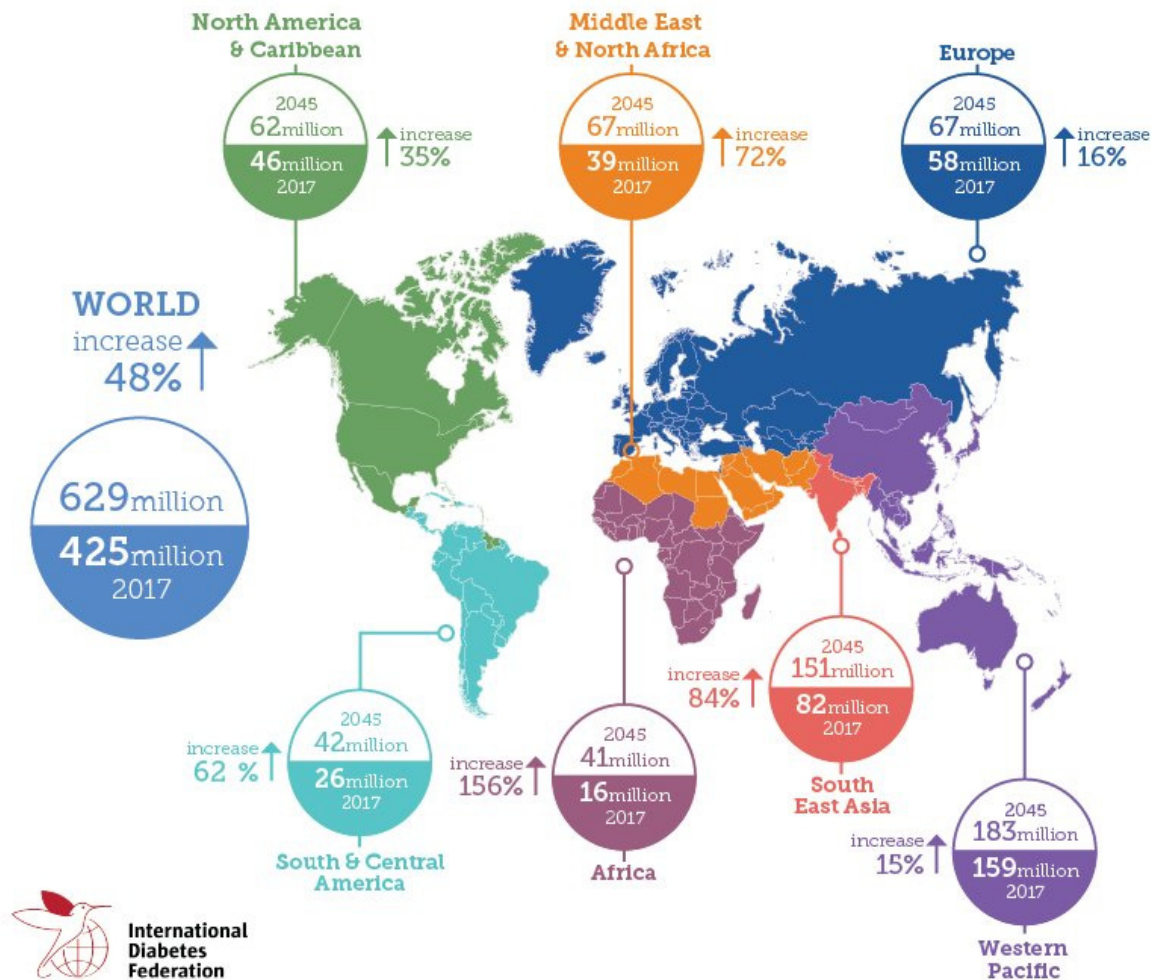 North America
& Caribbean
2045
62million
46million
2017
increase
35%
Middle East
& North Africa
2045
67million
39million
2017
increase
72%
Europe
2045
67million
58million
2017
increase
16%
WORLD
increase
48%
629million
425million
2017
2045
42million
26million
2017
increase
62 %
South & Central
America
2045
41million
16million
2017
increase
156%
Africa
2045
151million
82million
2017
increase
84%
South
East Asia
2045
183million
159million
2017
increase
15%
Western
Pacific
International
Diabetes
Federation